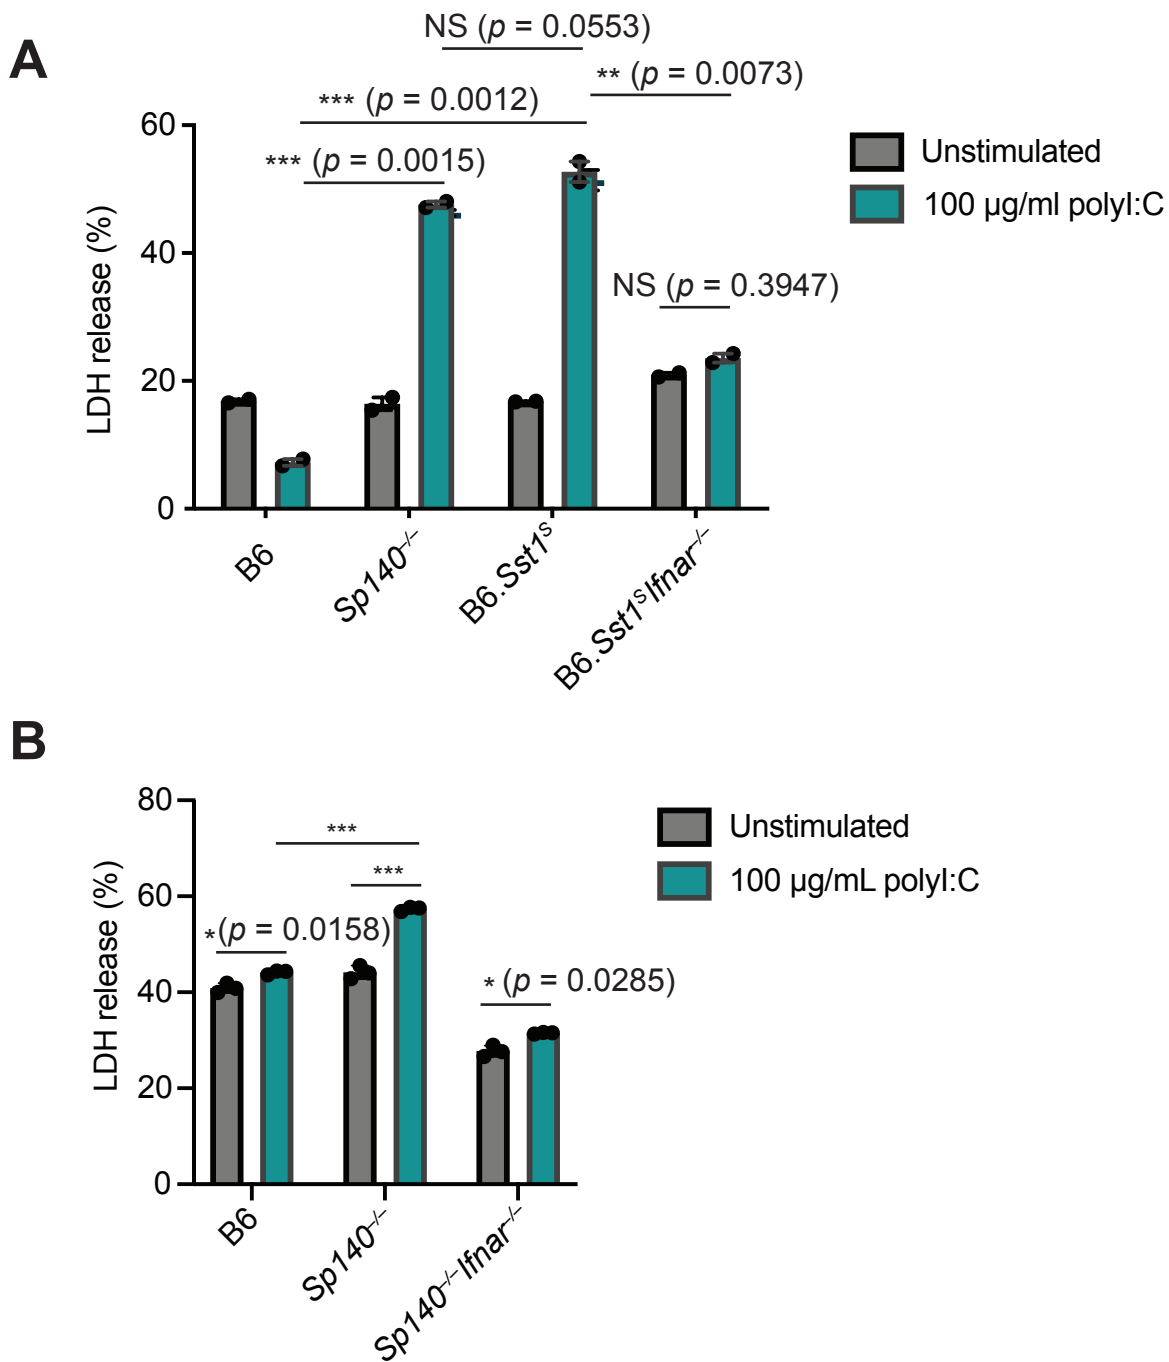 A
NS (p = 0.0553)
** (p = 0.0073)
*** (p = 0.0012)
*** (p = 0.0015)
NS (p = 0.3947)
Unstimulated
100 µg/ml polyI:C
LDH release (%)
60
40
20
0
B6
Sp140⁻/⁻
B6.Sst1ˢ
B6.Sst1ˢIfnar⁻/⁻
B
80
60
40
20
0
LDH release (%)
***
***
*(p = 0.0158)
* (p = 0.0285)
Unstimulated
100 µg/mL polyI:C
B6
Sp140⁻/⁻
Sp140⁻/⁻Ifnar⁻/⁻